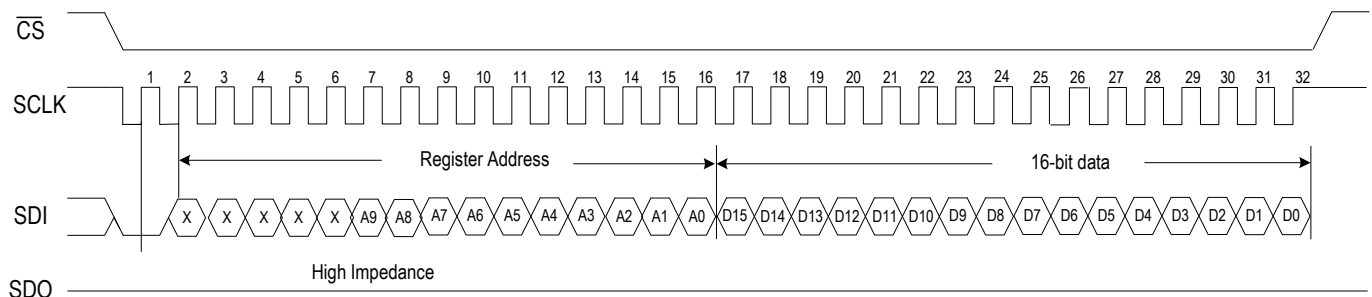 CS
SCLK
1 2 3 4 5 6 7 8 9 10 11 12 13 14 15 16 17 18 19 20 21 22 23 24 25 26 27 28 29 30 31 32
Register Address
16-bit data
SDI
X X X X X A9 A8 A7 A6 A5 A4 A3 A2 A1 A0 D15 D14 D13 D12 D11 D10 D9 D8 D7 D6 D5 D4 D3 D2 D1 D0
High Impedance
SDO